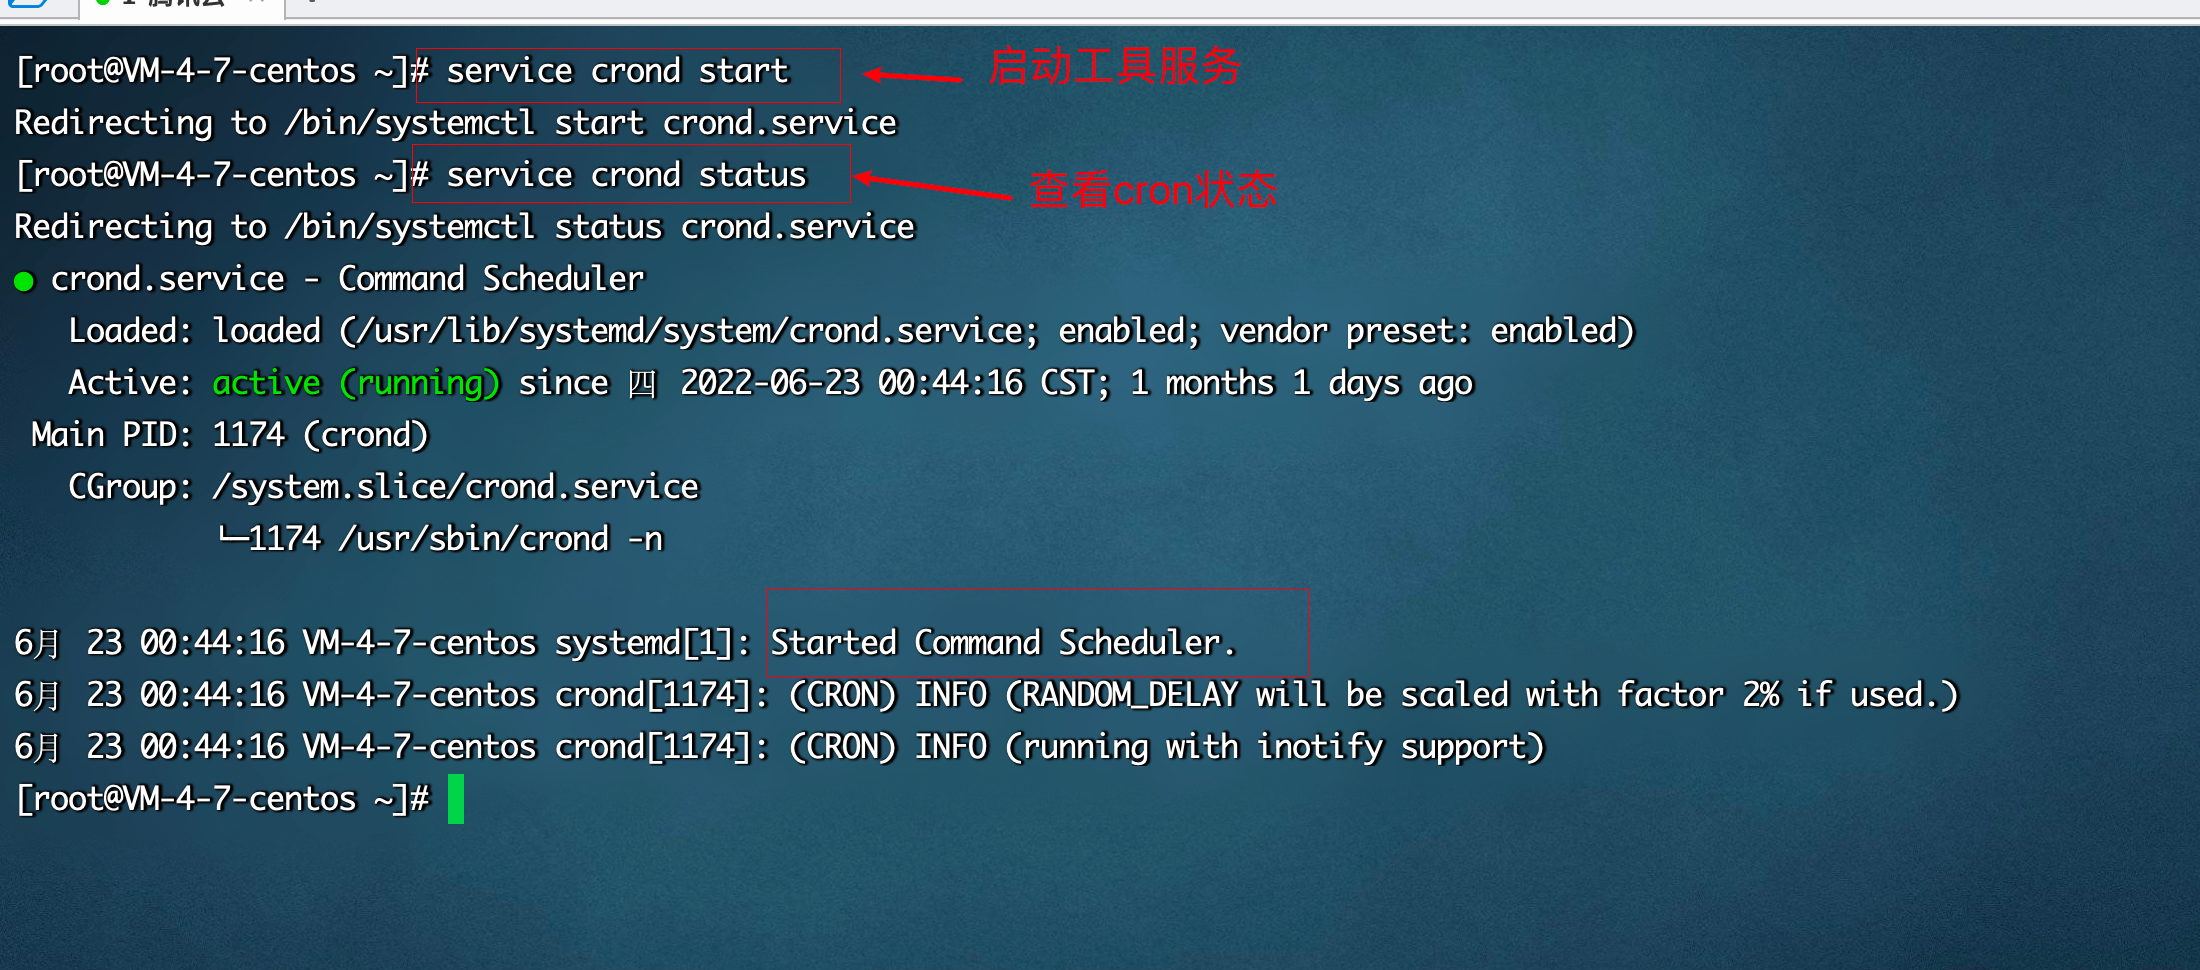 1 腾讯云
[root@VM-4-7-centos ~]# service crond start
启动工具服务
Redirecting to /bin/systemctl start crond.service
[root@VM-4-7-centos ~]# service crond status
查看cron状态
Redirecting to /bin/systemctl status crond.service
● crond.service - Command Scheduler
Loaded: loaded (/usr/lib/systemd/system/crond.service; enabled; vendor preset: enabled)
Active: active (running) since 四 2022-06-23 00:44:16 CST; 1 months 1 days ago
Main PID: 1174 (crond)
CGroup: /system.slice/crond.service
└─1174 /usr/sbin/crond -n
6月 23 00:44:16 VM-4-7-centos systemd[1]: Started Command Scheduler.
6月 23 00:44:16 VM-4-7-centos crond[1174]: (CRON) INFO (RANDOM_DELAY will be scaled with factor 2% if used.)
6月 23 00:44:16 VM-4-7-centos crond[1174]: (CRON) INFO (running with inotify support)
[root@VM-4-7-centos ~]#